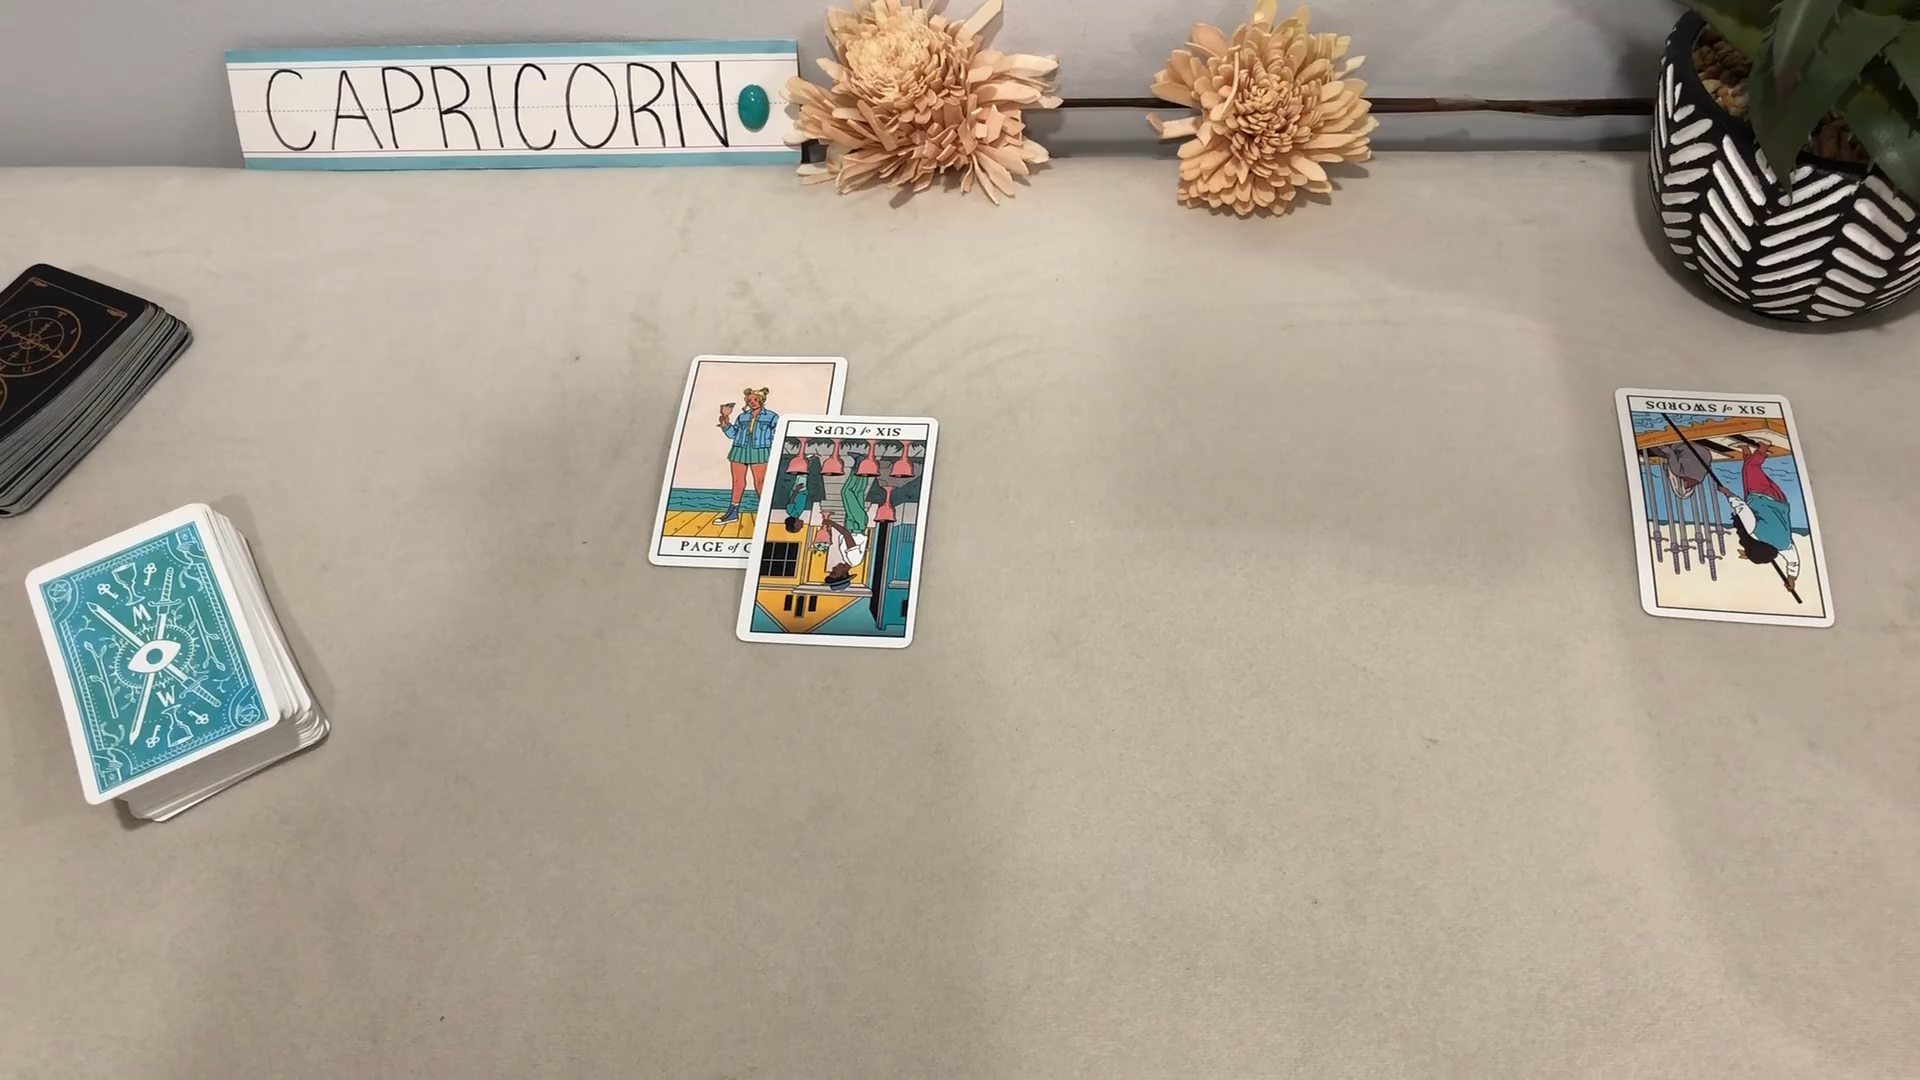 CAPRICORN
SIX of SWORDS
SIX of CUPS
PAGE of
M
W